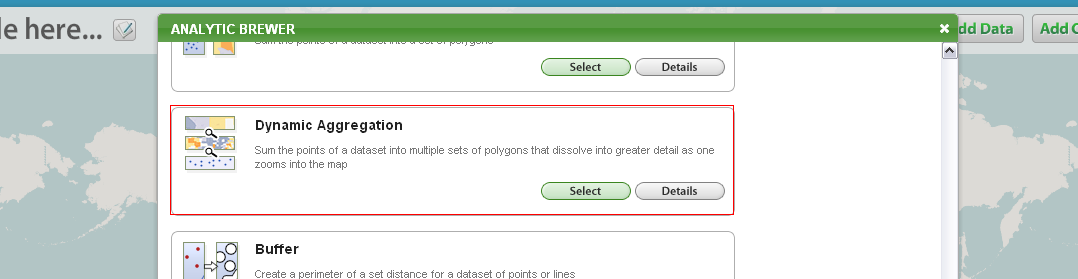 le here...
ANALYTIC BREWER
dd Data
Add C
Sum the points of a dataset into a set of polygons
Select
Details
Dynamic Aggregation
Sum the points of a dataset into multiple sets of polygons that dissolve into greater detail as one
zooms into the map
Select
Details
Buffer
Create a perimeter of a set distance for a dataset of points or lines